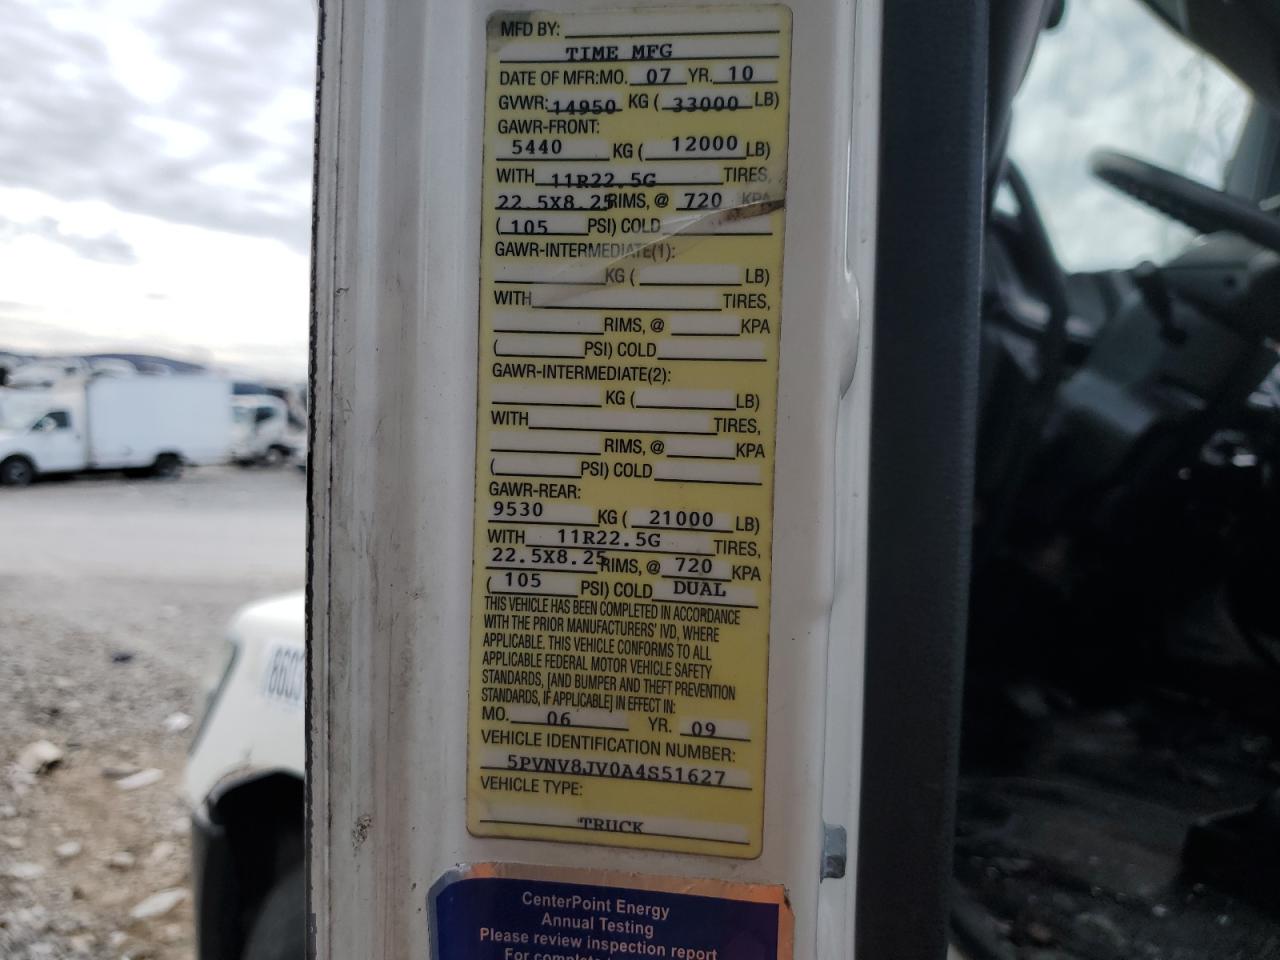 MFD BY:
TIME MFG
DATE OF MFR:MO. 07 YR. 10
GVWR: 14950 KG ( 33000 LB)
GAWR-FRONT:
5440 KG ( 12000 LB)
WITH 11R22.5G TIRES,
22.5X8.25 RIMS, @ 720 KPA
( 105 PSI) COLD
GAWR-INTERMEDIATE(1):
KG ( LB)
WITH TIRES,
RIMS, @ KPA
( PSI) COLD
GAWR-INTERMEDIATE(2):
KG ( LB)
WITH TIRES,
RIMS, @ KPA
( PSI) COLD
GAWR-REAR:
9530 KG ( 21000 LB)
WITH 11R22.5G TIRES,
22.5X8.25 RIMS, @ 720 KPA
( 105 PSI) COLD DUAL
THIS VEHICLE HAS BEEN COMPLETED IN ACCORDANCE
WITH THE PRIOR MANUFACTURERS' IVD, WHERE
APPLICABLE. THIS VEHICLE CONFORMS TO ALL
APPLICABLE FEDERAL MOTOR VEHICLE SAFETY
STANDARDS, [AND BUMPER AND THEFT PREVENTION
STANDARDS, IF APPLICABLE] IN EFFECT IN:
MO. 06 YR. 09
VEHICLE IDENTIFICATION NUMBER:
5PVNV8JV0A4S51627
VEHICLE TYPE:
TRUCK
CenterPoint Energy
Annual Testing
Please review inspection report